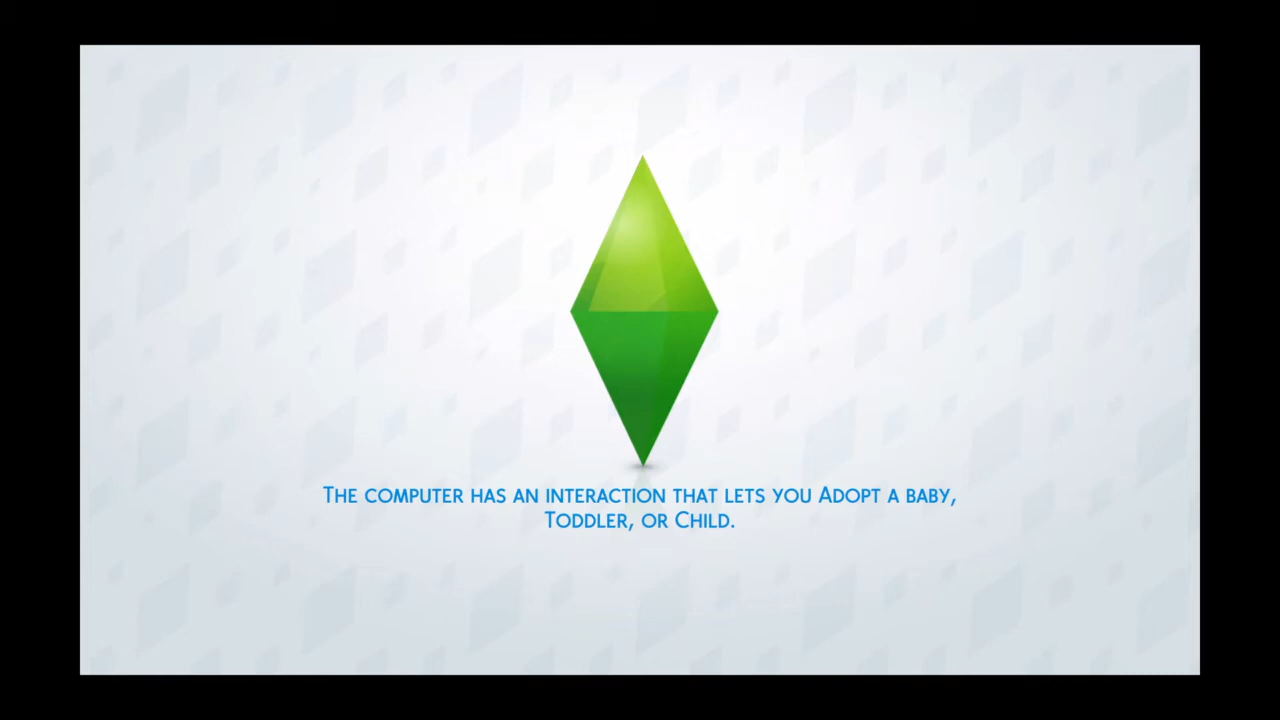 The computer has an interaction that lets you Adopt a baby,
Toddler, or Child.